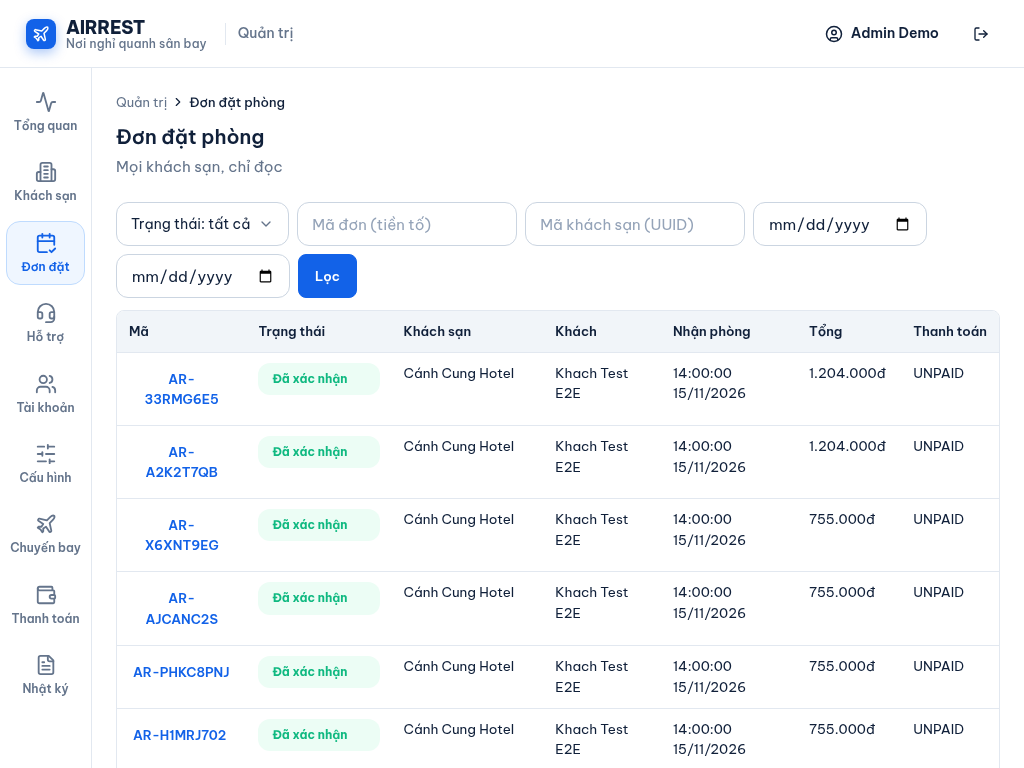 AIRREST
Nơi nghỉ quanh sân bay
Quản trị
Admin Demo
Tổng quan
Khách sạn
Đơn đặt
Hỗ trợ
Tài khoản
Cấu hình
Chuyến bay
Thanh toán
Nhật ký
Quản trị > Đơn đặt phòng
Đơn đặt phòng
Mọi khách sạn, chỉ đọc
Trạng thái: tất cả
Mã đơn (tiền tố)
Mã khách sạn (UUID)
mm/dd/yyyy
mm/dd/yyyy
Lọc
Mã Trạng thái Khách sạn Khách Nhận phòng Tổng Thanh toán
AR- Đã xác nhận Cánh Cung Hotel Khach Test 14:00:00 1.204.000đ UNPAID
33RMG6E5 E2E 15/11/2026
AR- Đã xác nhận Cánh Cung Hotel Khach Test 14:00:00 1.204.000đ UNPAID
A2K2T7QB E2E 15/11/2026
AR- Đã xác nhận Cánh Cung Hotel Khach Test 14:00:00 755.000đ UNPAID
X6XNT9EG E2E 15/11/2026
AR- Đã xác nhận Cánh Cung Hotel Khach Test 14:00:00 755.000đ UNPAID
AJCANC2S E2E 15/11/2026
AR-PHKC8PNJ Đã xác nhận Cánh Cung Hotel Khach Test 14:00:00 755.000đ UNPAID
E2E 15/11/2026
AR-H1MRJ702 Đã xác nhận Cánh Cung Hotel Khach Test 14:00:00 755.000đ UNPAID
E2E 15/11/2026